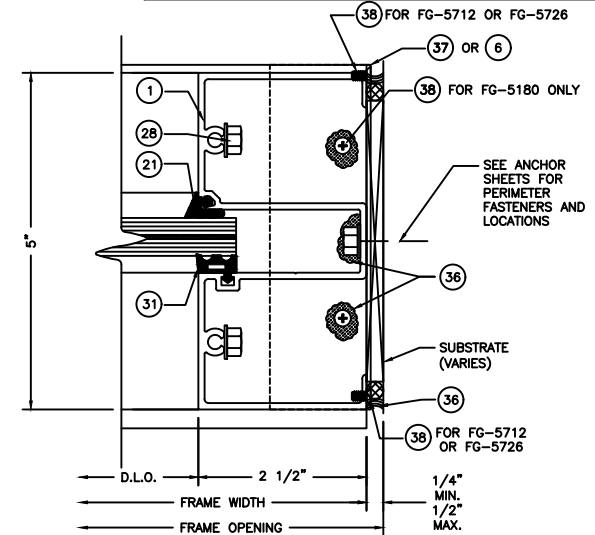 38 FOR FG-5712 OR FG-5726
37 OR 6
1
38 FOR FG-5180 ONLY
28
21
SEE ANCHOR
SHEETS FOR
PERIMETER
FASTENERS AND
LOCATIONS
5"
31
36
SUBSTRATE
(VARIES)
36
38 FOR FG-5712
OR FG-5726
D.L.O.
2 1/2"
1/4"
MIN.
1/2"
MAX.
FRAME WIDTH
FRAME OPENING